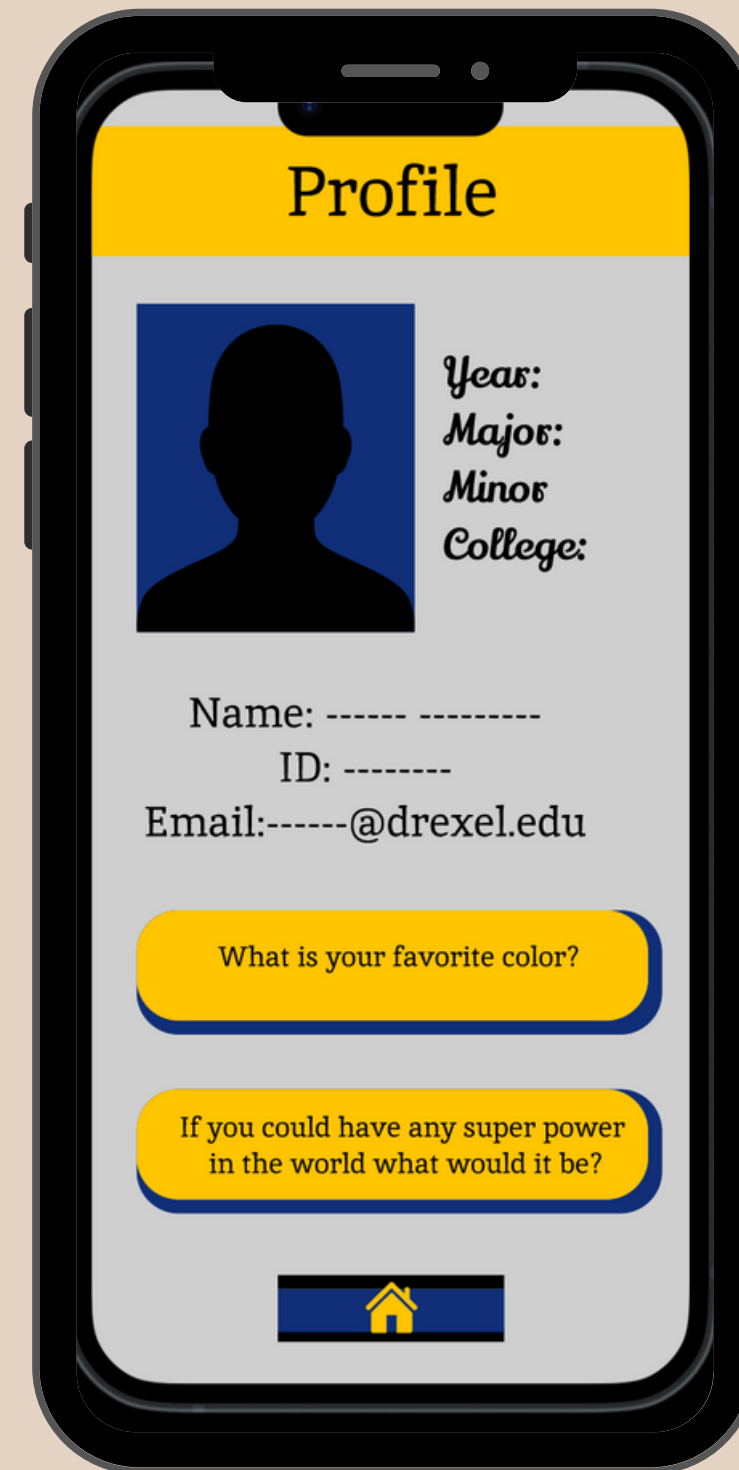 Profile
Year:
Major:
Minor
College:
Name: ------ ---------
ID: --------
Email:------@drexel.edu
What is your favorite color?
If you could have any super power
in the world what would it be?